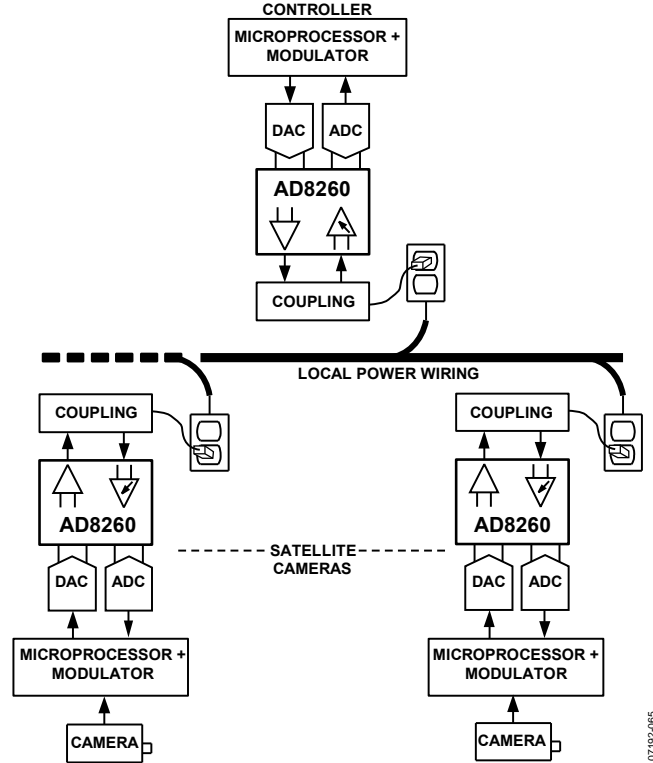 CONTROLLER
MICROPROCESSOR +
MODULATOR
DAC
ADC
AD8260
COUPLING
LOCAL POWER WIRING
COUPLING
COUPLING
AD8260
AD8260
SATELLITE
CAMERAS
DAC
ADC
DAC
ADC
MICROPROCESSOR +
MODULATOR
MICROPROCESSOR +
MODULATOR
CAMERA
CAMERA
07192-065